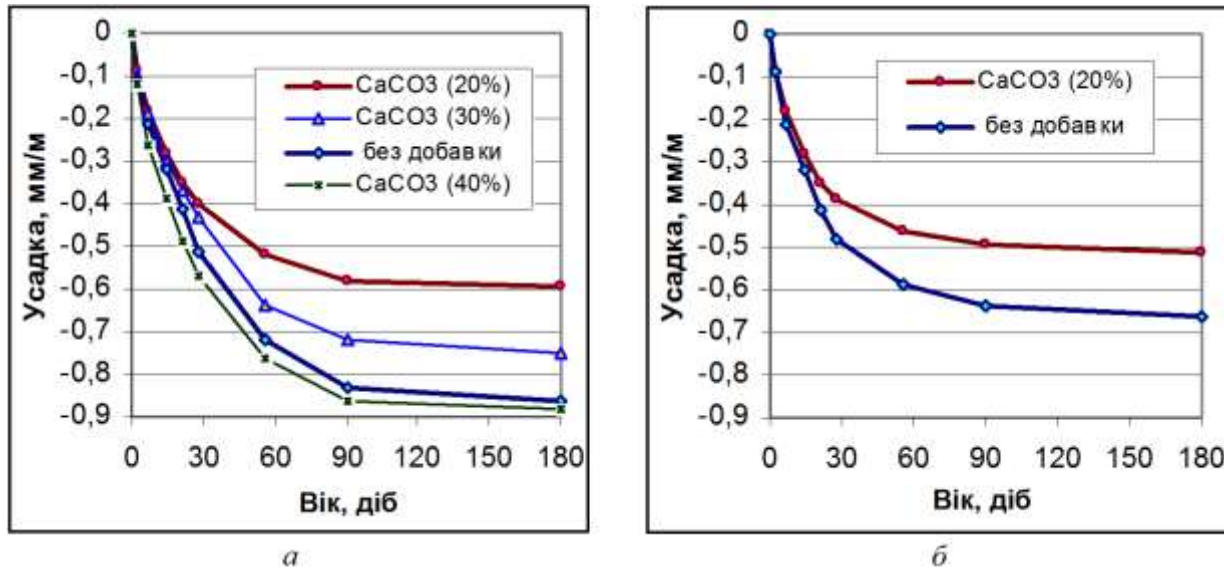 0
-0,1
-0,2
-0,3
-0,4
-0,5
-0,6
-0,7
-0,8
-0,9
Усадка, мм/м
CaCO3 (20%)
CaCO3 (30%)
без добавки
CaCO3 (40%)
0 30 60 90 120 150 180
Вік, діб
а
0
-0,1
-0,2
-0,3
-0,4
-0,5
-0,6
-0,7
-0,8
-0,9
Усадка, мм/м
CaCO3 (20%)
без добавки
0 30 60 90 120 150 180
Вік, діб
б